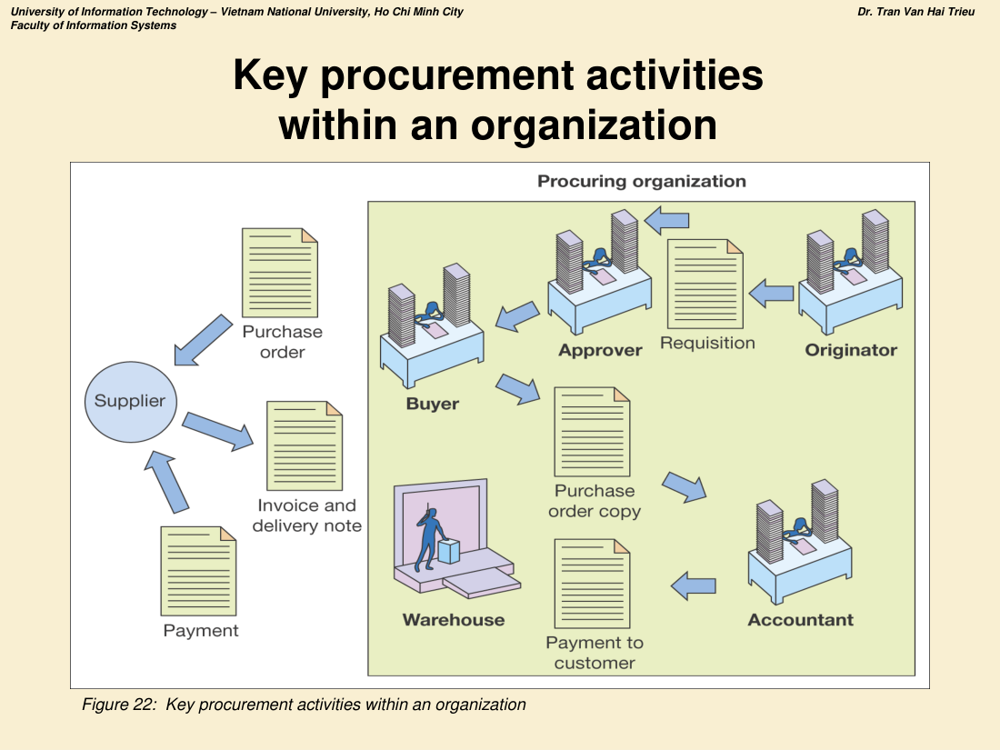 University of Information Technology – Vietnam National University, Ho Chi Minh City
Faculty of Information Systems
Dr. Tran Van Hai Trieu
Key procurement activities
within an organization
Procuring organization
Purchase
order
Approver
Requisition
Originator
Supplier
Buyer
Invoice and
delivery note
Purchase
order copy
Payment
Warehouse
Accountant
Payment to
customer
Figure 22: Key procurement activities within an organization